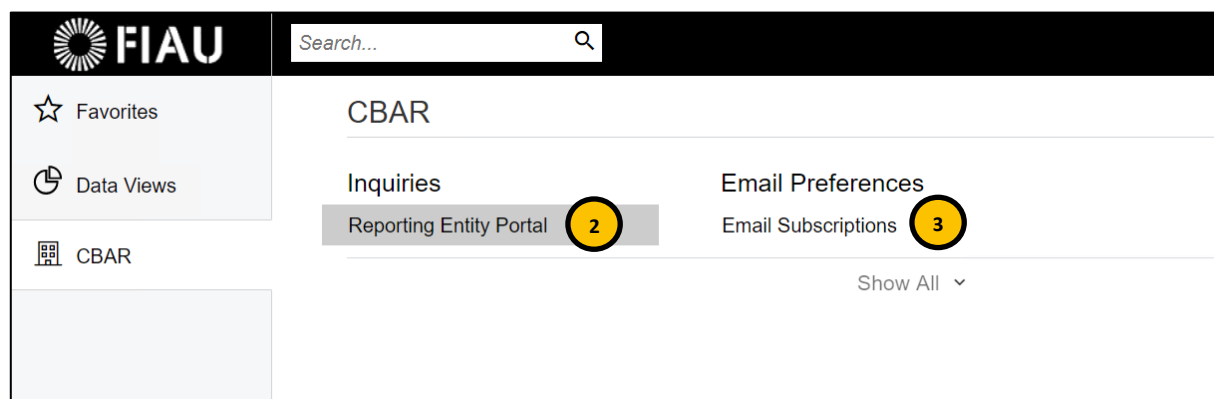 FIAU
Search...
Favorites
Data Views
CBAR
CBAR
Inquiries
Reporting Entity Portal 2
Email Preferences
Email Subscriptions 3
Show All